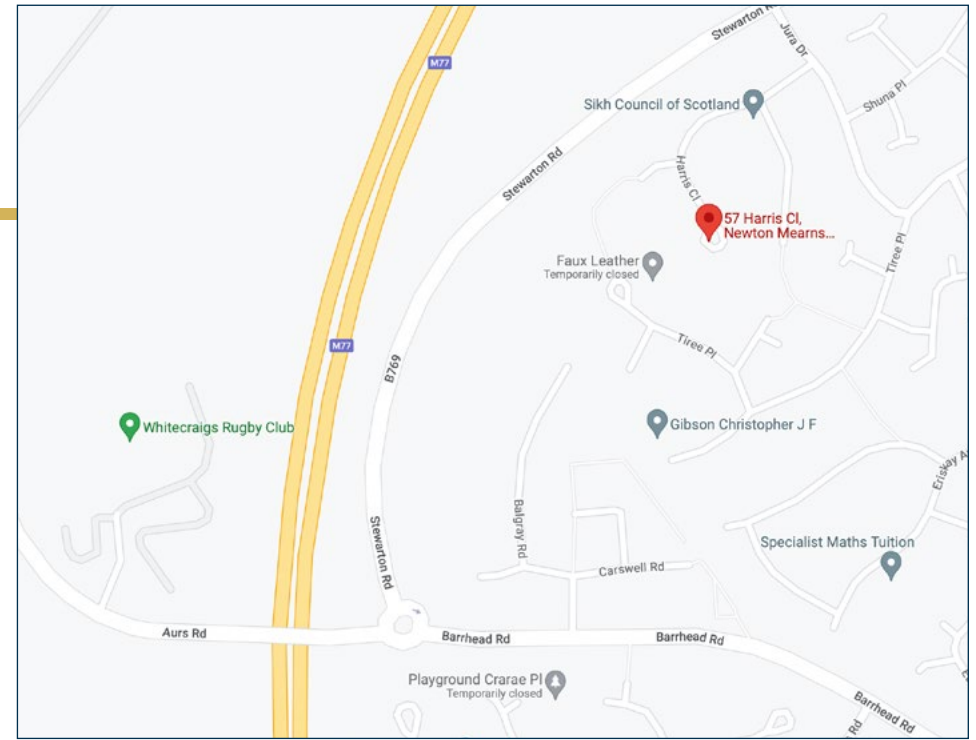 Stewarton R
Jura Dr
M77
Shuna Pl
Sikh Council of Scotland
Stewarton Rd
Harris Cl
57 Harris Cl,
Newton Mearns...
Tiree Pl
Faux Leather
Temporarily closed
M77
Tiree Pl
B769
Whitecraigs Rugby Club
Gibson Christopher J F
Eriskay A
Balgray Rd
Stewarton Rd
Specialist Maths Tuition
Carswell Rd
Aurs Rd
Barrhead Rd
Barrhead Rd
Playground Crarae Pl
Temporarily closed
Barrhead Rd
Rd